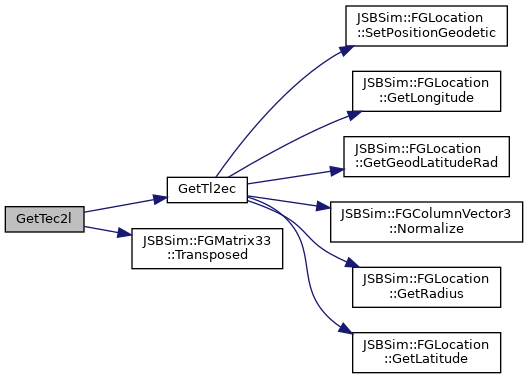 JSBSim::FGLocation
::SetPositionGeodetic
JSBSim::FGLocation
::GetLongitude
JSBSim::FGLocation
::GetGeodLatitudeRad
GetTl2ec
GetTec2l
JSBSim::FGColumnVector3
::Normalize
JSBSim::FGMatrix33
::Transposed
JSBSim::FGLocation
::GetRadius
JSBSim::FGLocation
::GetLatitude